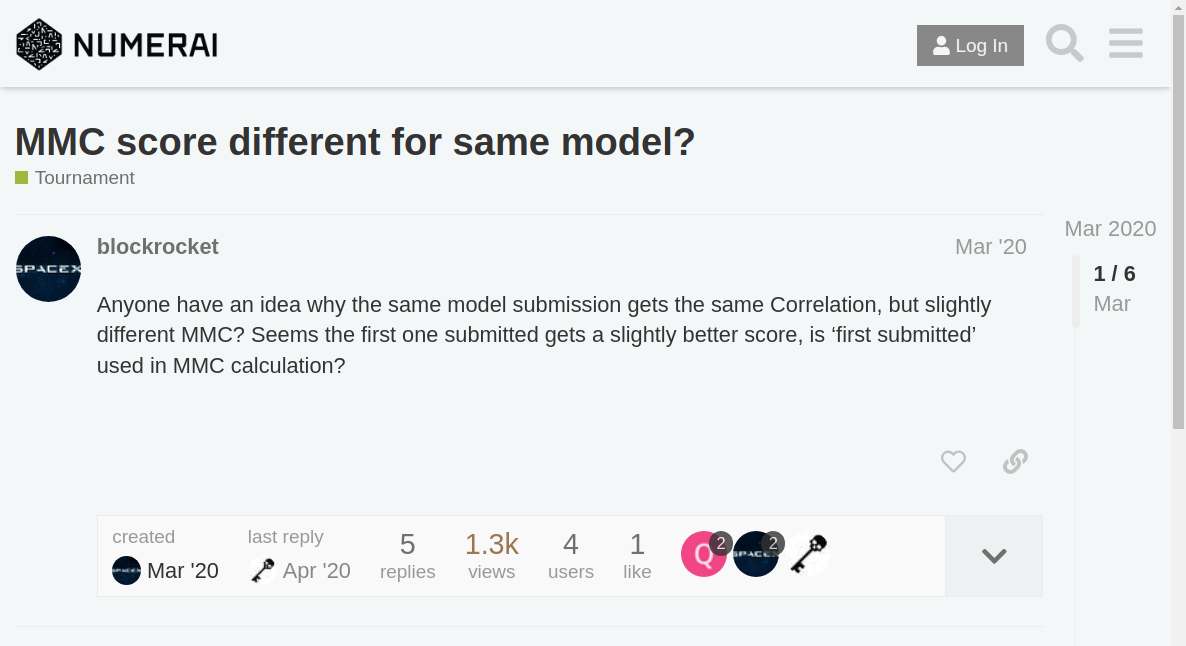 NUMERAI
Log In
MMC score different for same model?
Tournament
Mar 2020
blockrocket
Mar '20
SPACEX
1 / 6
Mar
Anyone have an idea why the same model submission gets the same Correlation, but slightly
different MMC? Seems the first one submitted gets a slightly better score, is ‘first submitted’
used in MMC calculation?
created
last reply
5
1.3k
4
1
Q
2
SPACEX
2
Mar '20
Apr '20
replies
views
users
like